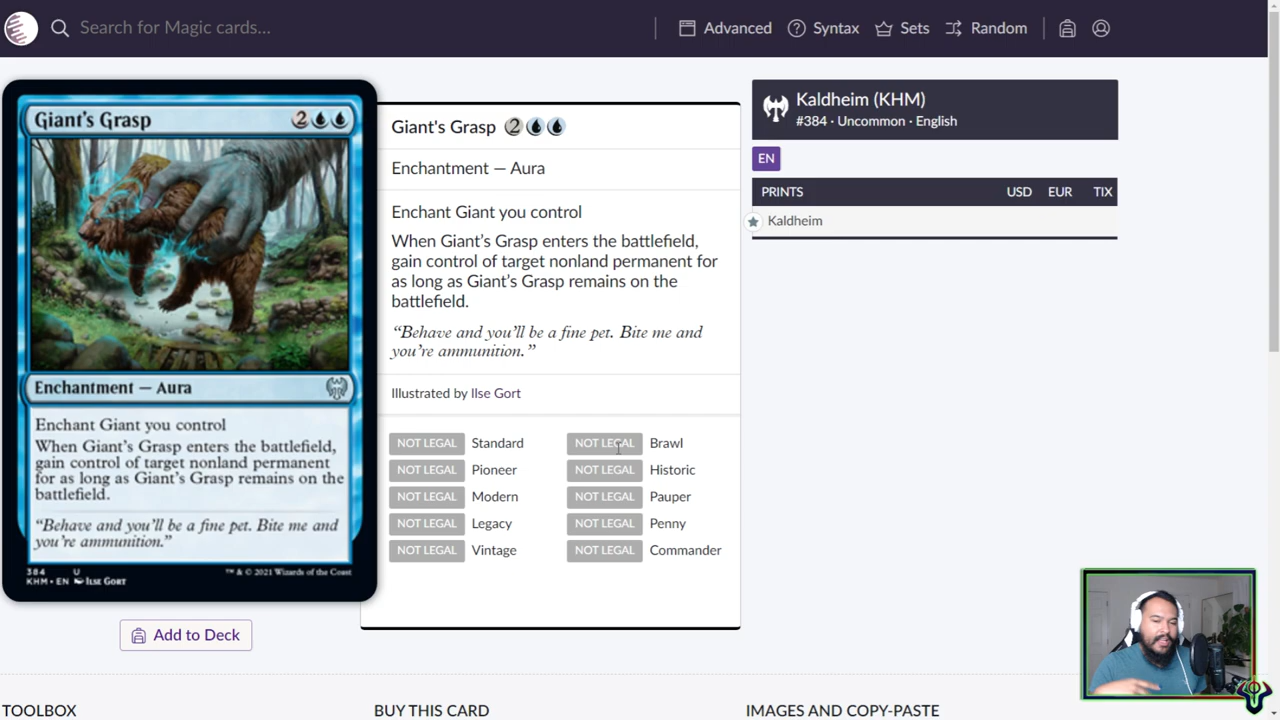 Search for Magic cards...
Advanced
Syntax
Sets
Random
Giant's Grasp 2
Enchantment — Aura
Enchant Giant you control
When Giant's Grasp enters the battlefield,
gain control of target nonland permanent
for as long as Giant's Grasp remains on the
battlefield.
"Behave and you'll be a fine pet. Bite me and
you're ammunition."
384 U
KHM • EN ILSE GORT
™ & © 2021 Wizards of the Coast
Add to Deck
Giant's Grasp 2
Enchantment — Aura
Enchant Giant you control
When Giant's Grasp enters the battlefield,
gain control of target nonland permanent for
as long as Giant's Grasp remains on the
battlefield.
"Behave and you'll be a fine pet. Bite me and
you're ammunition."
Illustrated by Ilse Gort
NOT LEGAL Standard NOT LEGAL Brawl
NOT LEGAL Pioneer NOT LEGAL Historic
NOT LEGAL Modern NOT LEGAL Pauper
NOT LEGAL Legacy NOT LEGAL Penny
NOT LEGAL Vintage NOT LEGAL Commander
Kaldheim (KHM)
#384 · Uncommon · English
EN
PRINTS USD EUR TIX
Kaldheim
TOOLBOX
BUY THIS CARD
IMAGES AND COPY-PASTE